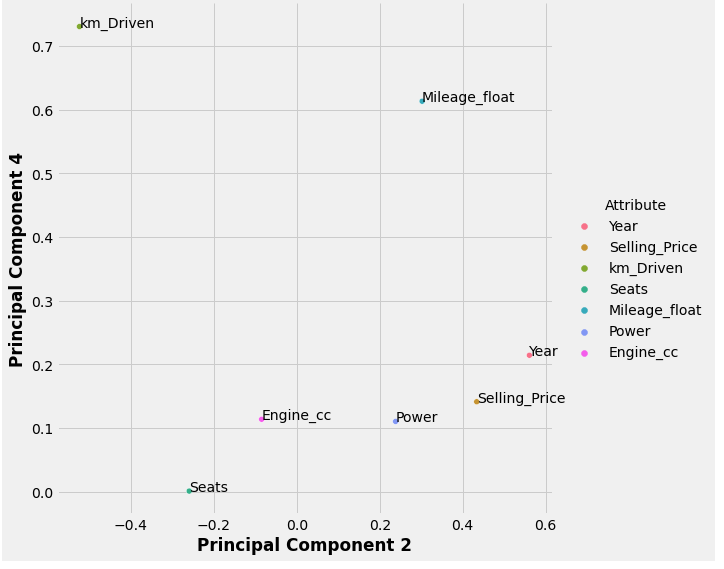 km_Driven
0.7
Mileage_float
0.6
0.5
Attribute
Year
Selling_Price
km_Driven
Seats
Mileage_float
Power
Engine_cc
Principal Component 4
0.4
0.3
Year
0.2
Selling_Price
Engine_cc
Power
0.1
Seats
0.0
−0.4 −0.2 0.0 0.2 0.4 0.6
Principal Component 2